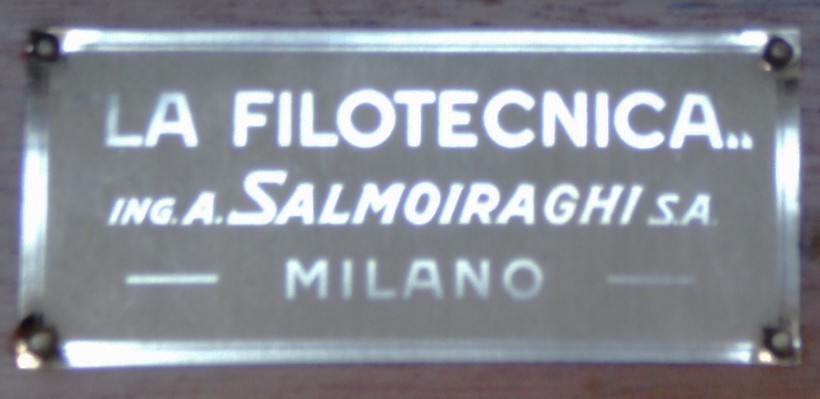 LA FILOTECNICA..
ING. A. SALMOIRAGHI S.A.
— MILANO —